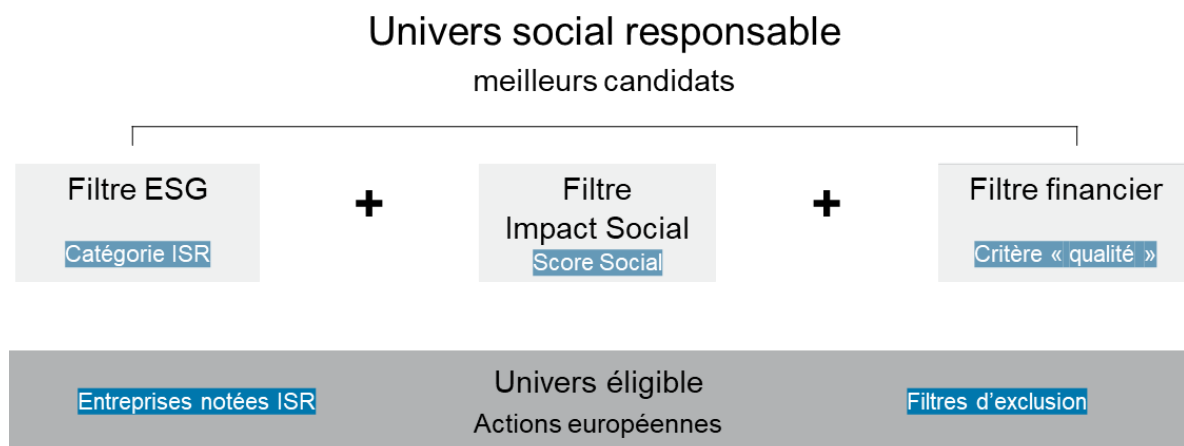 Univers social responsable
meilleurs candidats
Filtre ESG
Catégorie ISR
+
Filtre
Impact Social
Score Social
+
Filtre financier
Critère « qualité »
Entreprises notées ISR
Univers éligible
Actions européennes
Filtres d’exclusion